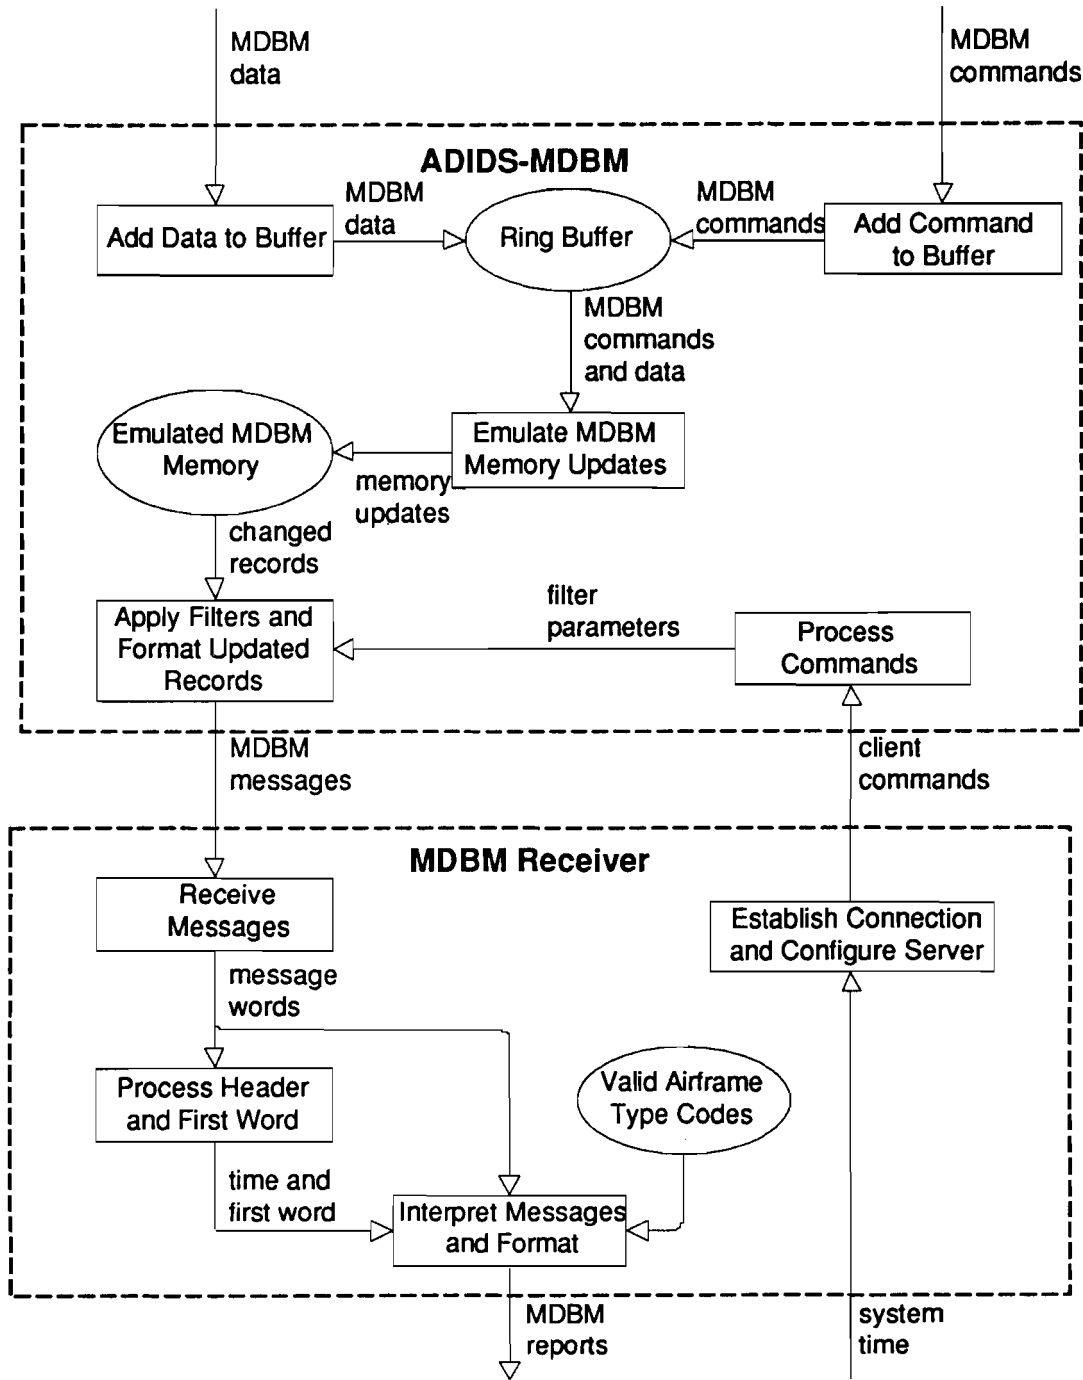 MDBM
data
MDBM
commands
ADIDS-MDBM
Add Data to Buffer
MDBM
data
Ring Buffer
MDBM
commands
Add Command
to Buffer
MDBM
commands
and data
Emulated MDBM
Memory
memory
updates
Emulate MDBM
Memory Updates
changed
records
Apply Filters and
Format Updated
Records
filter
parameters
Process
Commands
MDBM
messages
client
commands
MDBM Receiver
Receive
Messages
Establish Connection
and Configure Server
message
words
Process Header
and First Word
Valid Airframe
Type Codes
time and
first word
Interpret Messages
and Format
MDBM
reports
system
time